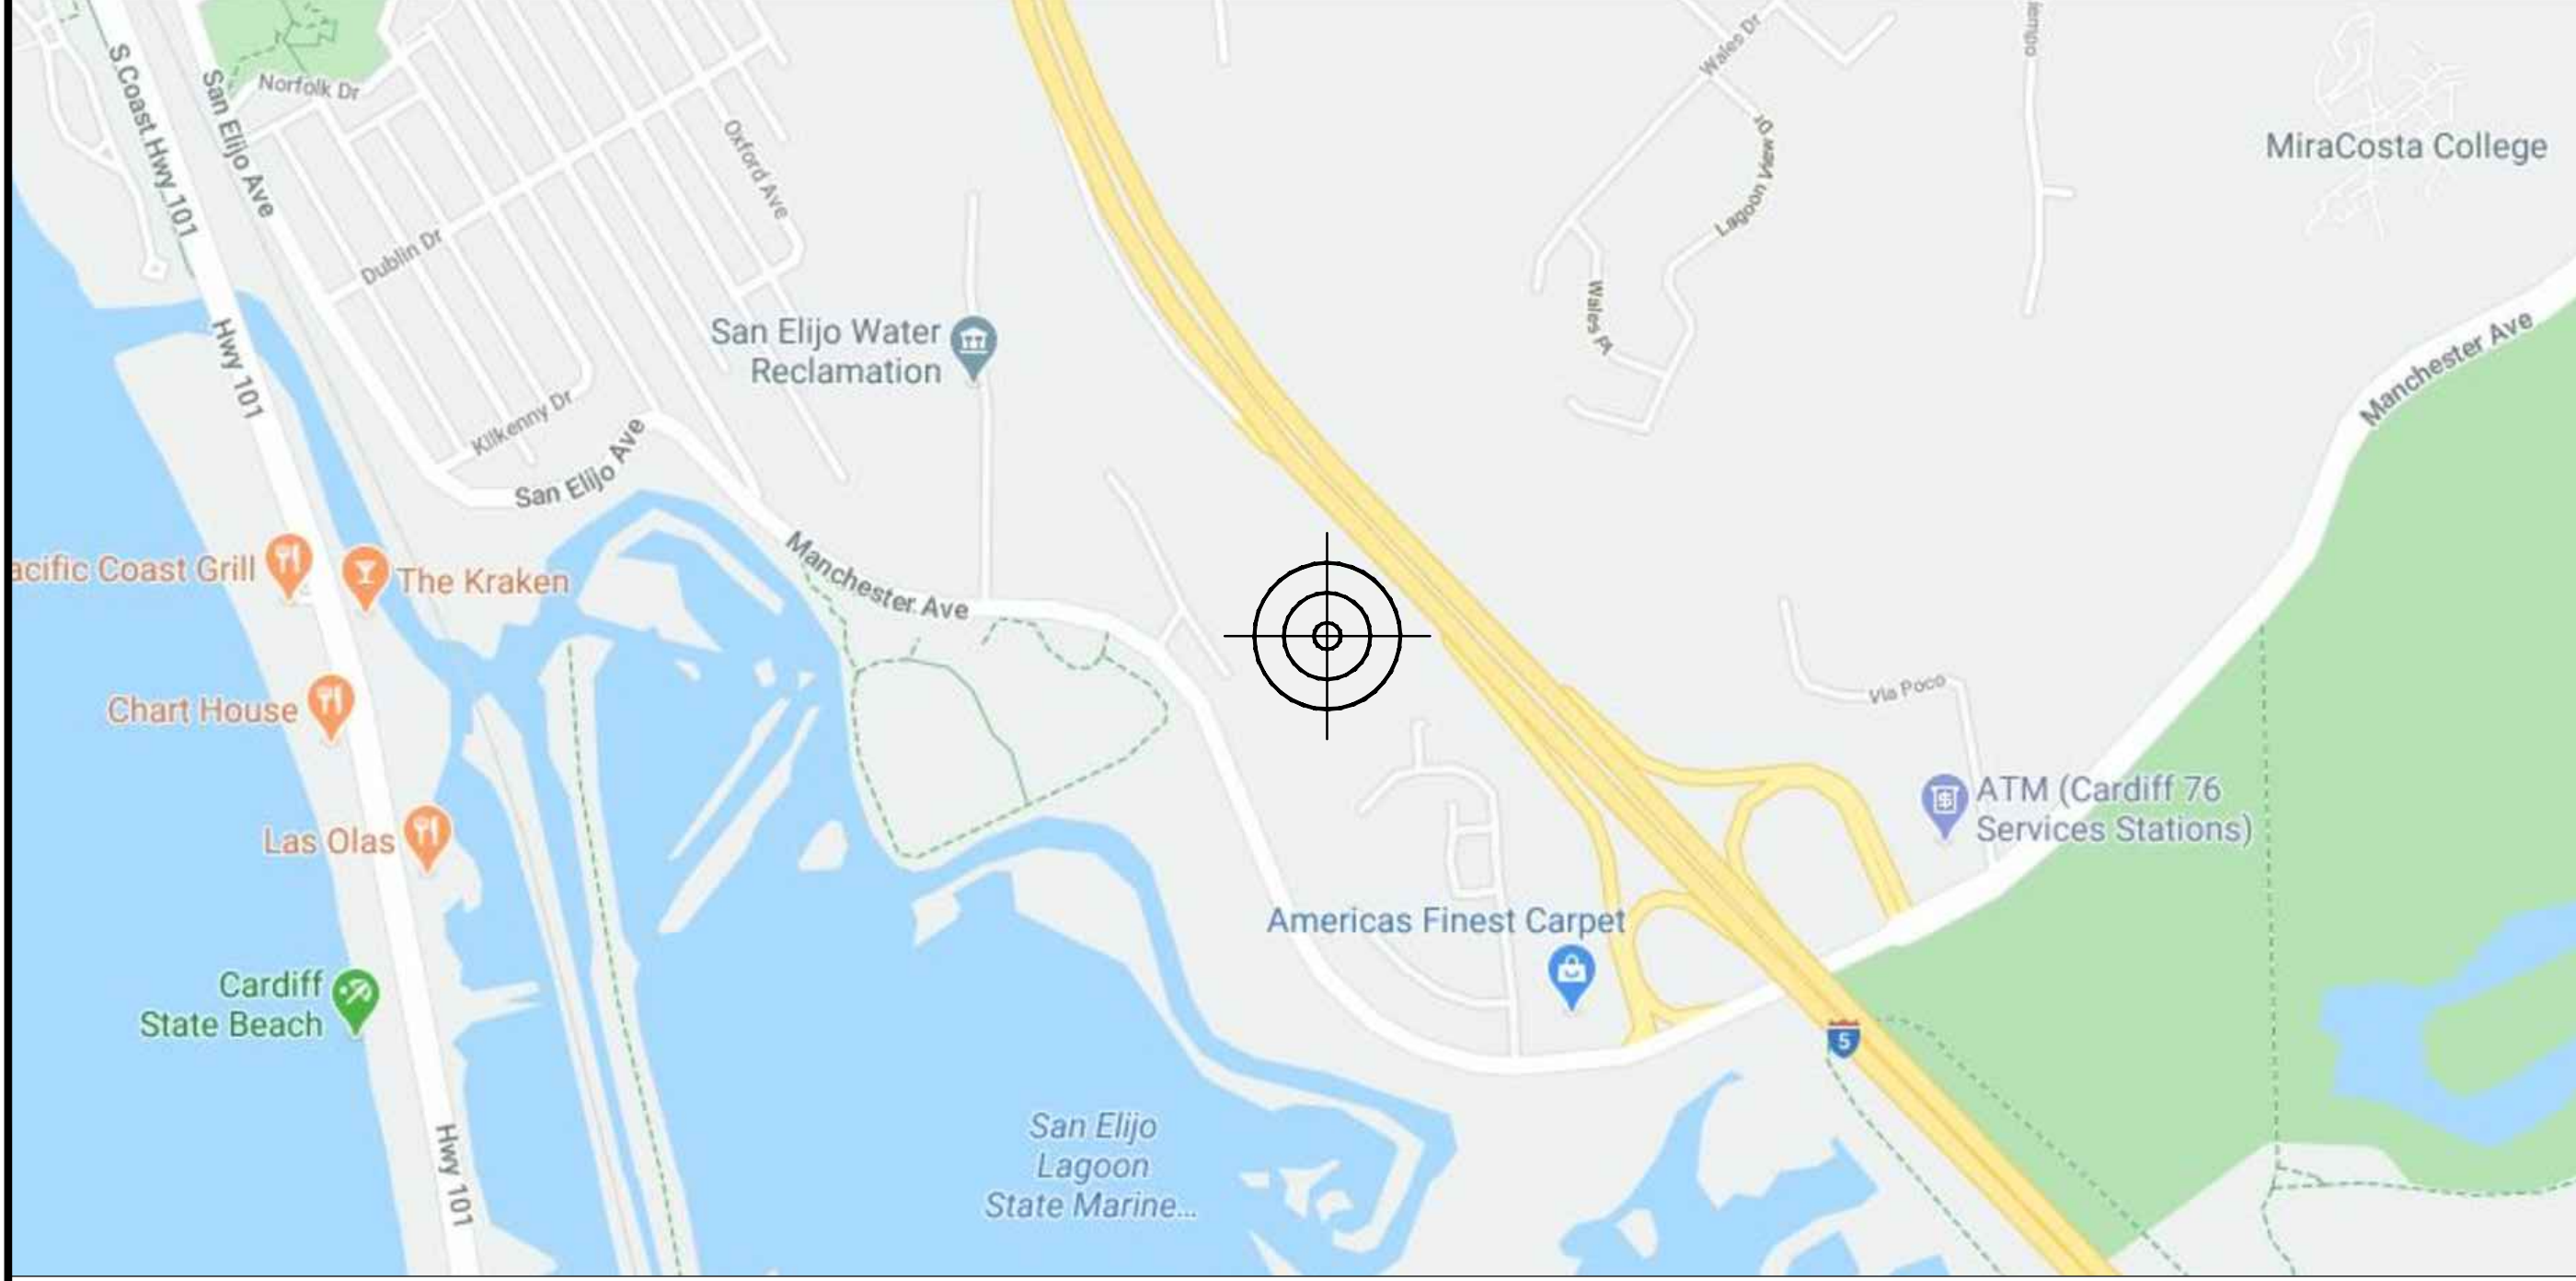 S Coast Hwy 101
San Elijo Ave
Norfolk Dr
Oxford Ave
Dublin Dr
Wales Dr
Lagoon View Dr
Wales Pl
MiraCosta College
Manchester Ave
San Elijo Water
Reclamation
Hwy 101
Kilkenny Dr
San Elijo Ave
Manchester Ave
acific Coast Grill
The Kraken
Chart House
Via Poco
ATM (Cardiff 76
Services Stations)
Las Olas
Americas Finest Carpet
Cardiff
State Beach
5
San Elijo
Lagoon
State Marine...
Hwy 101